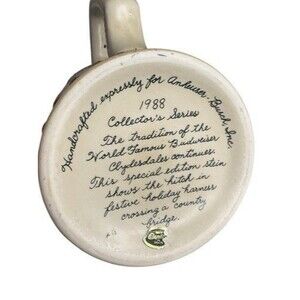 Handcrafted expressly for Anheuser-Busch, Inc.
1988
Collector's Series
The tradition of the
World Famous Budweiser
Clydesdales continues.
This special edition stein
shows the hitch in
festive holiday harness
crossing a country
bridge.